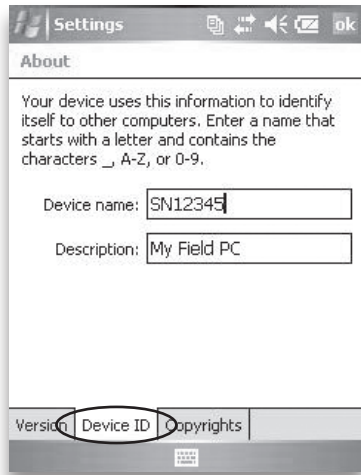 Settings
ok
About
Your device uses this information to identify
itself to other computers. Enter a name that
starts with a letter and contains the
characters _, A-Z, or 0-9.
Device name: SN12345
Description: My Field PC
Version Device ID Copyrights